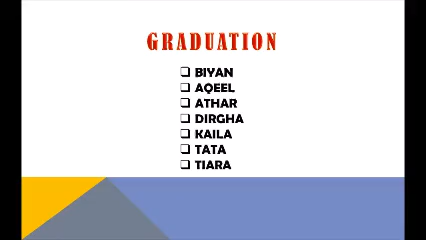 GRADUATION
❑ BIYAN
❑ AQEEL
❑ ATHAR
❑ DIRGHA
❑ KAILA
❑ TATA
❑ TIARA